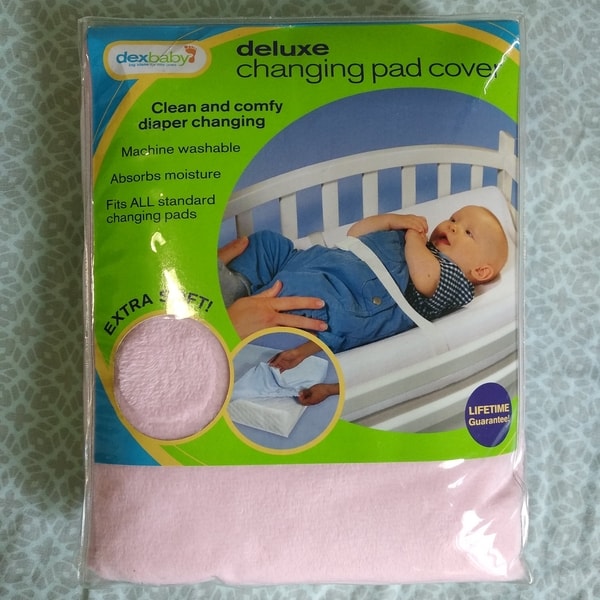 dexbaby
deluxe
changing pad cover
Clean and comfy
diaper changing
Machine washable
Absorbs moisture
Fits ALL standard
changing pads
EXTRA SOFT!
LIFETIME
Guarantee!